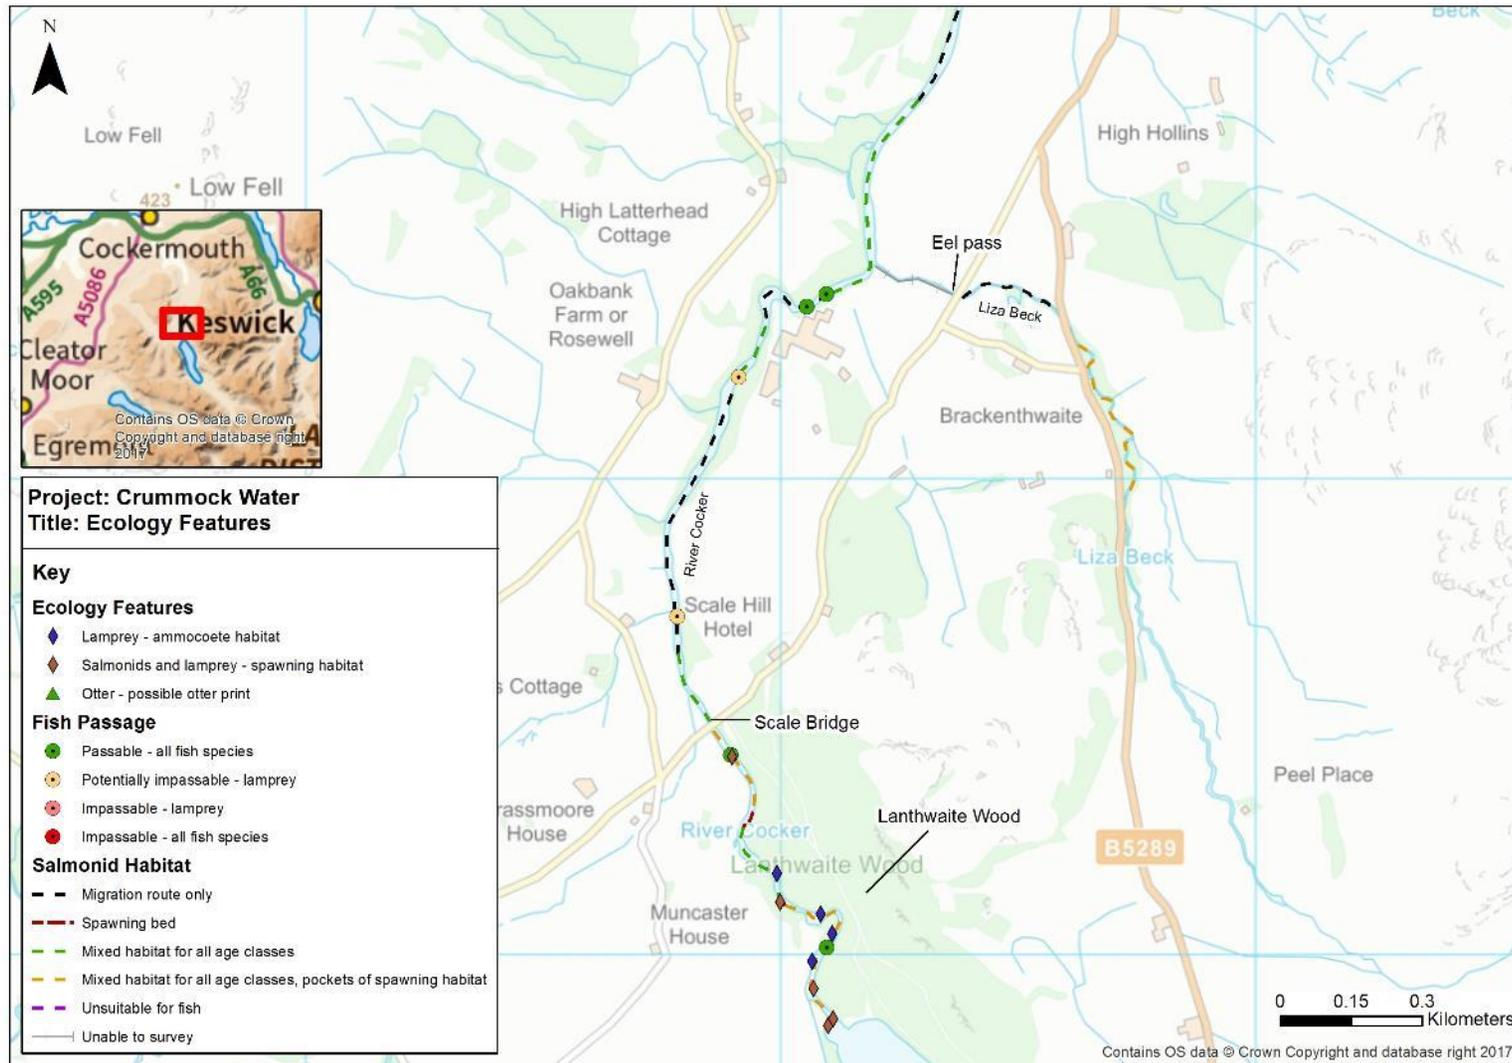 N
Beck
Low Fell
Low Fell
423
High Hollins
High Latterhead
Cottage
Eel pass
Cockermouth
A595
A5086
A66
Keswick
Cleator
Moor
Egrem
Contains OS data © Crown
Copyright and database right
2017
Oakbank
Farm or
Rosewell
Liza Beck
Brackenthwaite
Project: Crummock Water
Title: Ecology Features
Key
Ecology Features
Lamprey - ammocoete habitat
Salmonids and lamprey - spawning habitat
Otter - possible otter print
Fish Passage
Passable - all fish species
Potentially impassable - lamprey
Impassable - lamprey
Impassable - all fish species
Salmonid Habitat
Migration route only
Spawning bed
Mixed habitat for all age classes
Mixed habitat for all age classes, pockets of spawning habitat
Unsuitable for fish
Unable to survey
River Cocker
Liza Beck
Scale Hill
Hotel
s Cottage
Scale Bridge
Peel Place
rassmoore
House
River Cocker
Lanthwaite Wood
Lanthwaite Wood
B5289
Muncaster
House
0 0.15 0.3
Kilometers
Contains OS data © Crown Copyright and database right 2017